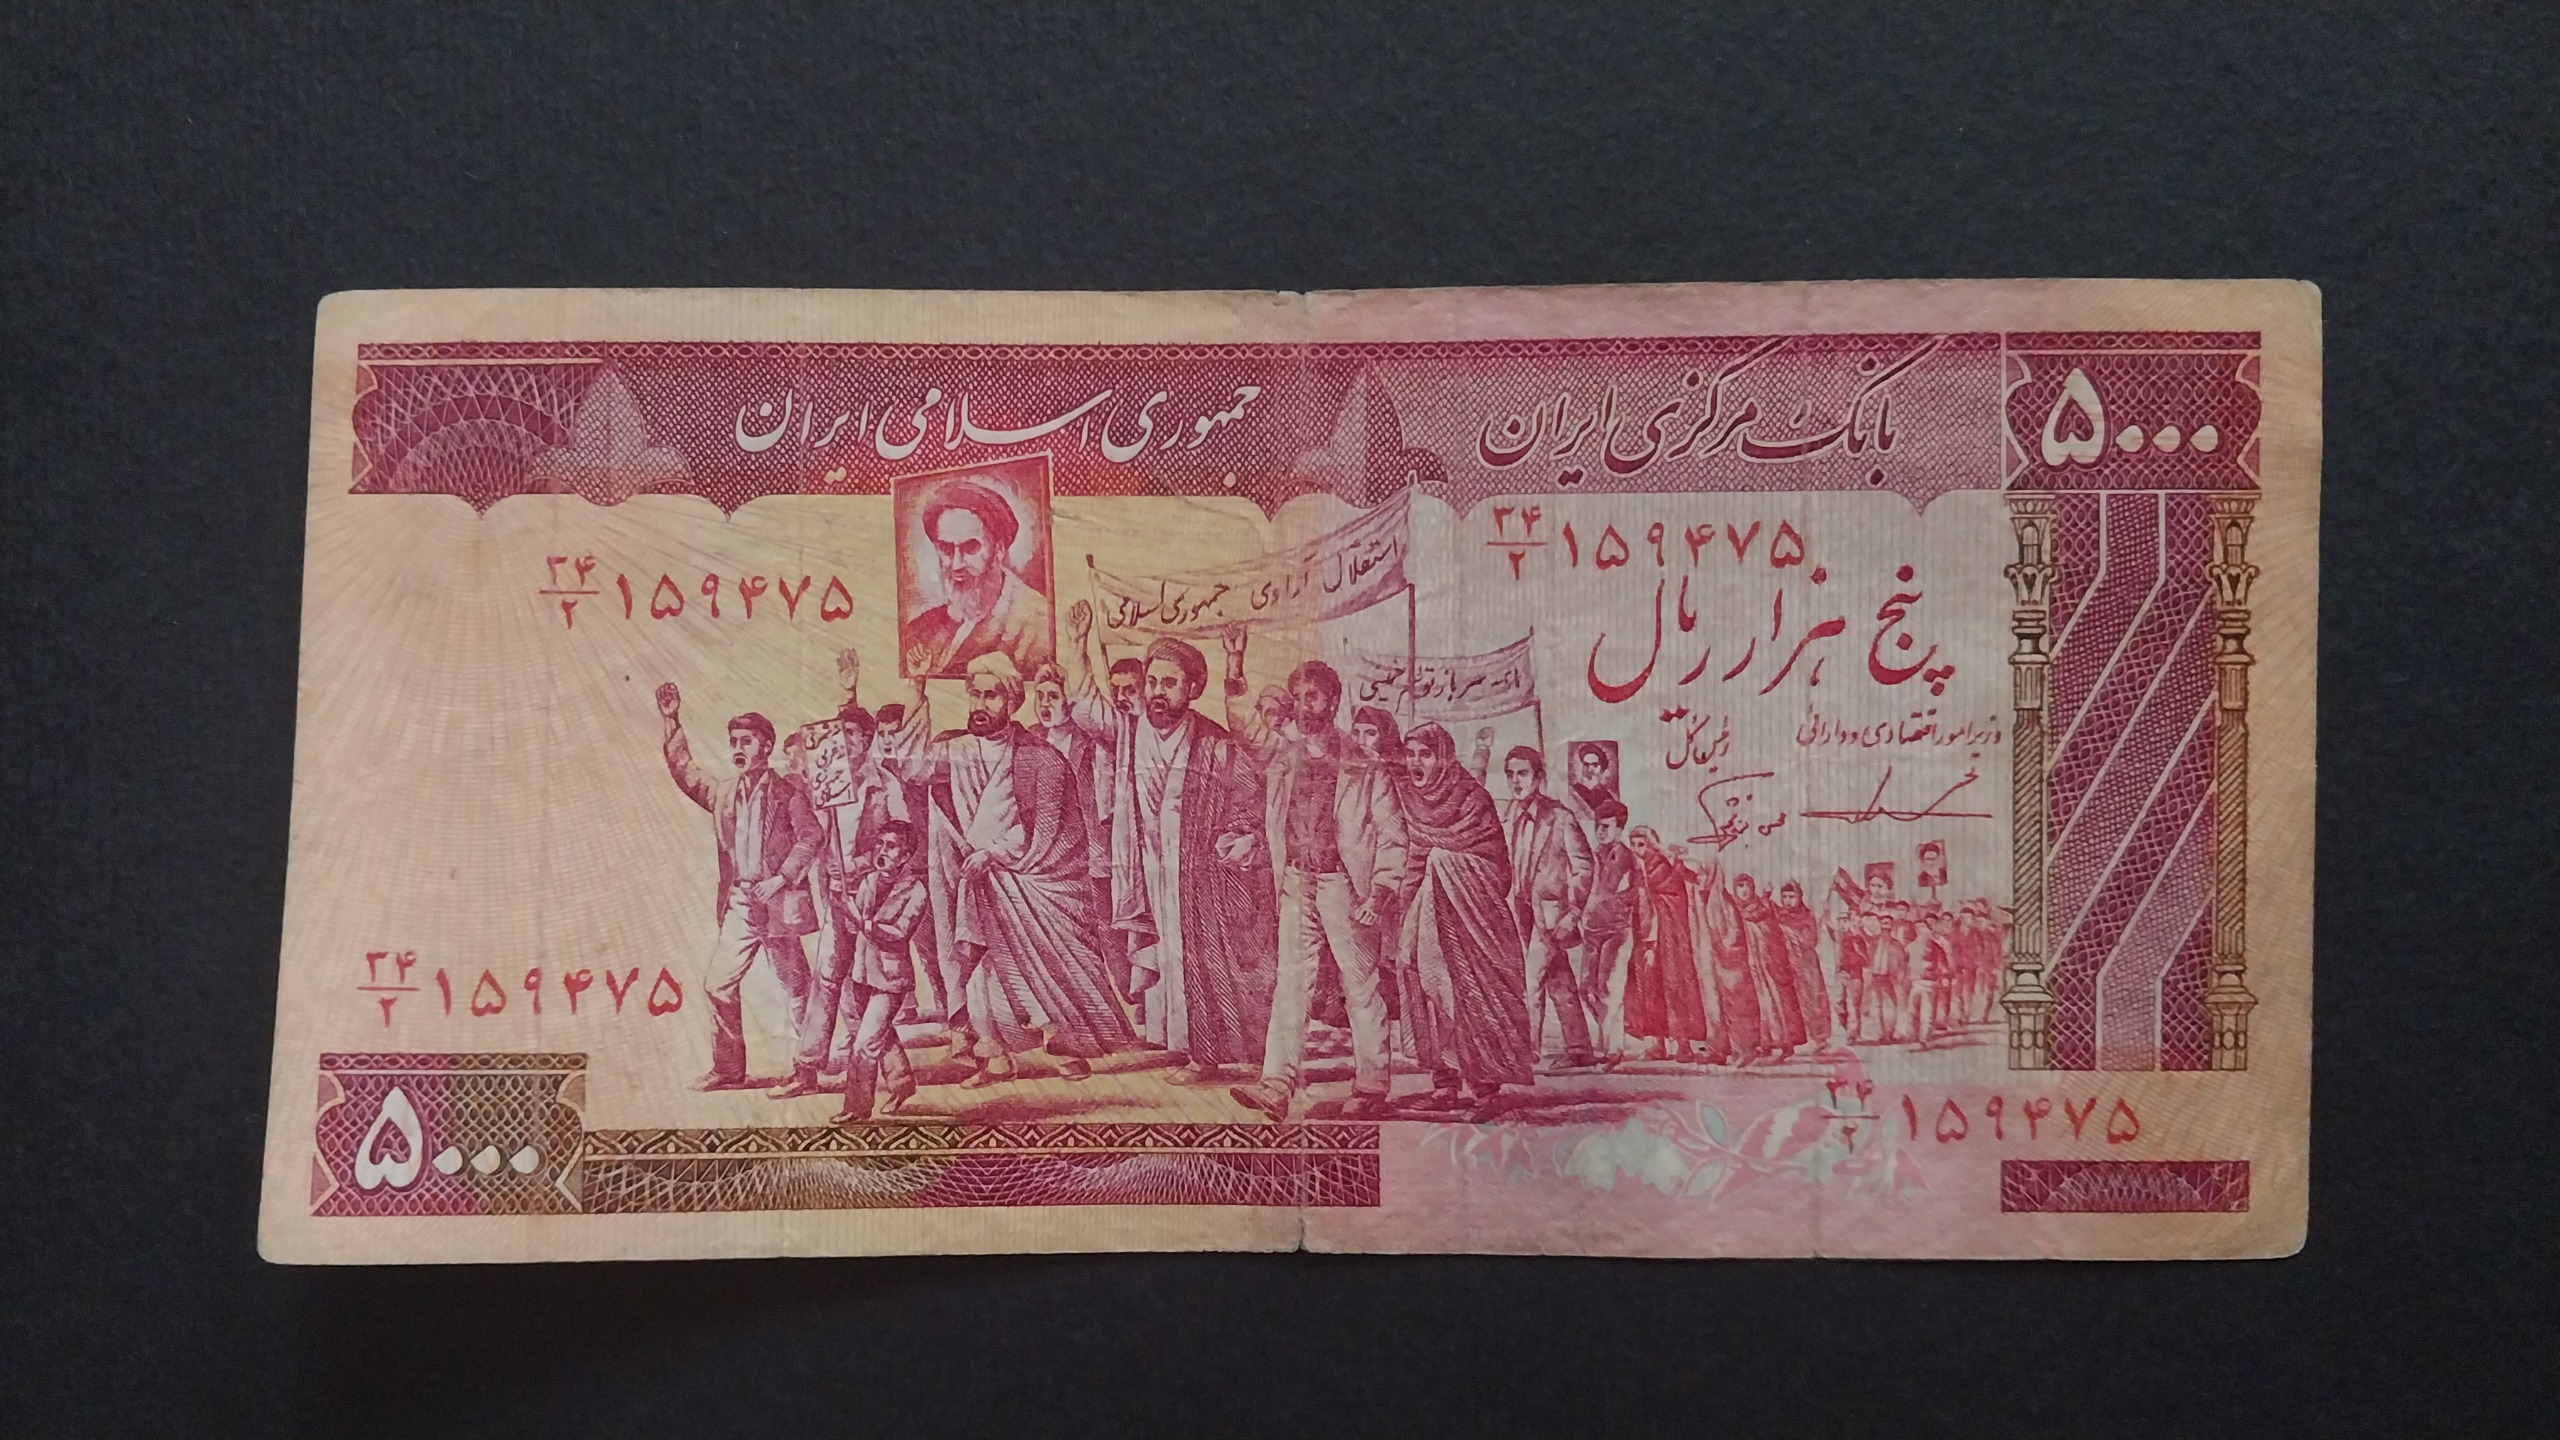 بانک مرکزی ایران
جمهوری اسلامی ایران
۵۰۰۰
۳۴/۲ ۱۵۹۴۷۵
۳۴/۲ ۱۵۹۴۷۵
استقلال آزادی جمهوری اسلامی
پنج هزار ریال
خمینی
وزیر امور اقتصادی و دارائی
رئیس کل
۳۴/۲ ۱۵۹۴۷۵
۳۴/۲ ۱۵۹۴۷۵
۵۰۰۰